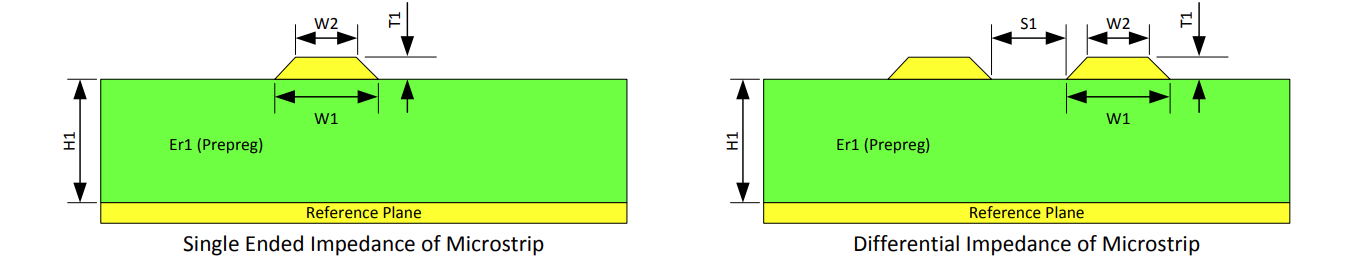 W2
T1
W1
H1
Er1 (Prepreg)
Reference Plane
Single Ended Impedance of Microstrip
S1
W2
T1
W1
H1
Er1 (Prepreg)
Reference Plane
Differential Impedance of Microstrip